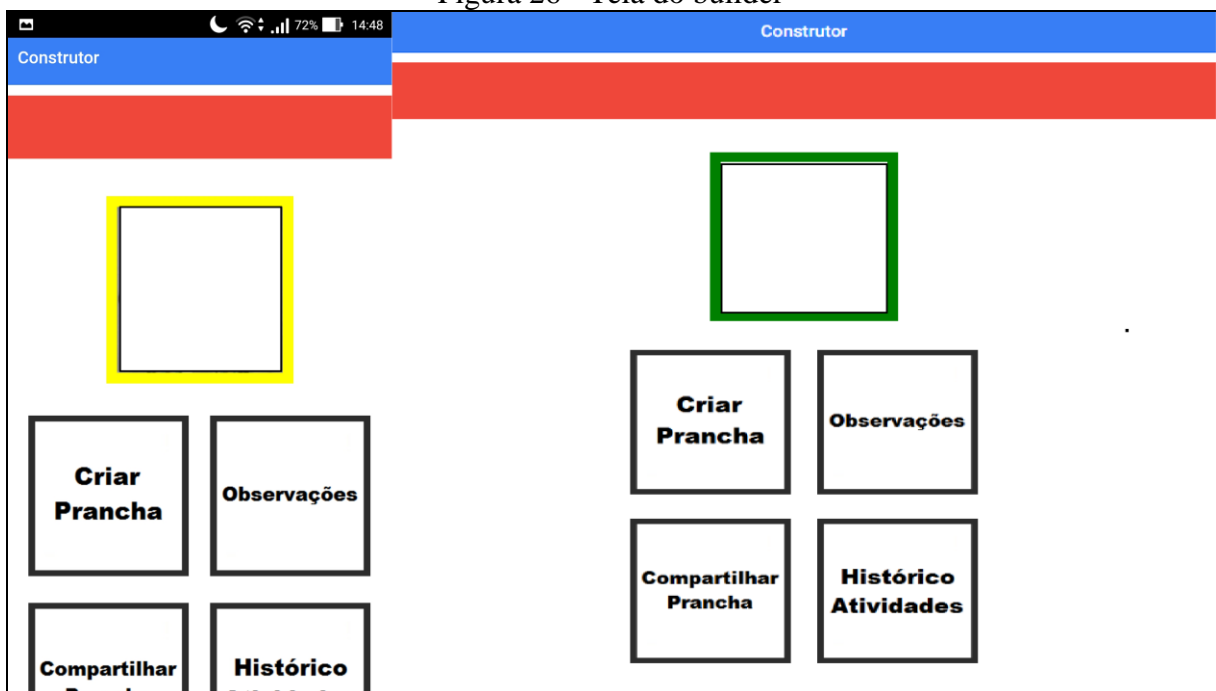 Figura 26 - Tela do builder
72% 14:48
Construtor
Criar
Prancha
Observações
Compartilhar
Histórico
Construtor
Criar
Prancha
Observações
Compartilhar
Prancha
Histórico
Atividades
.